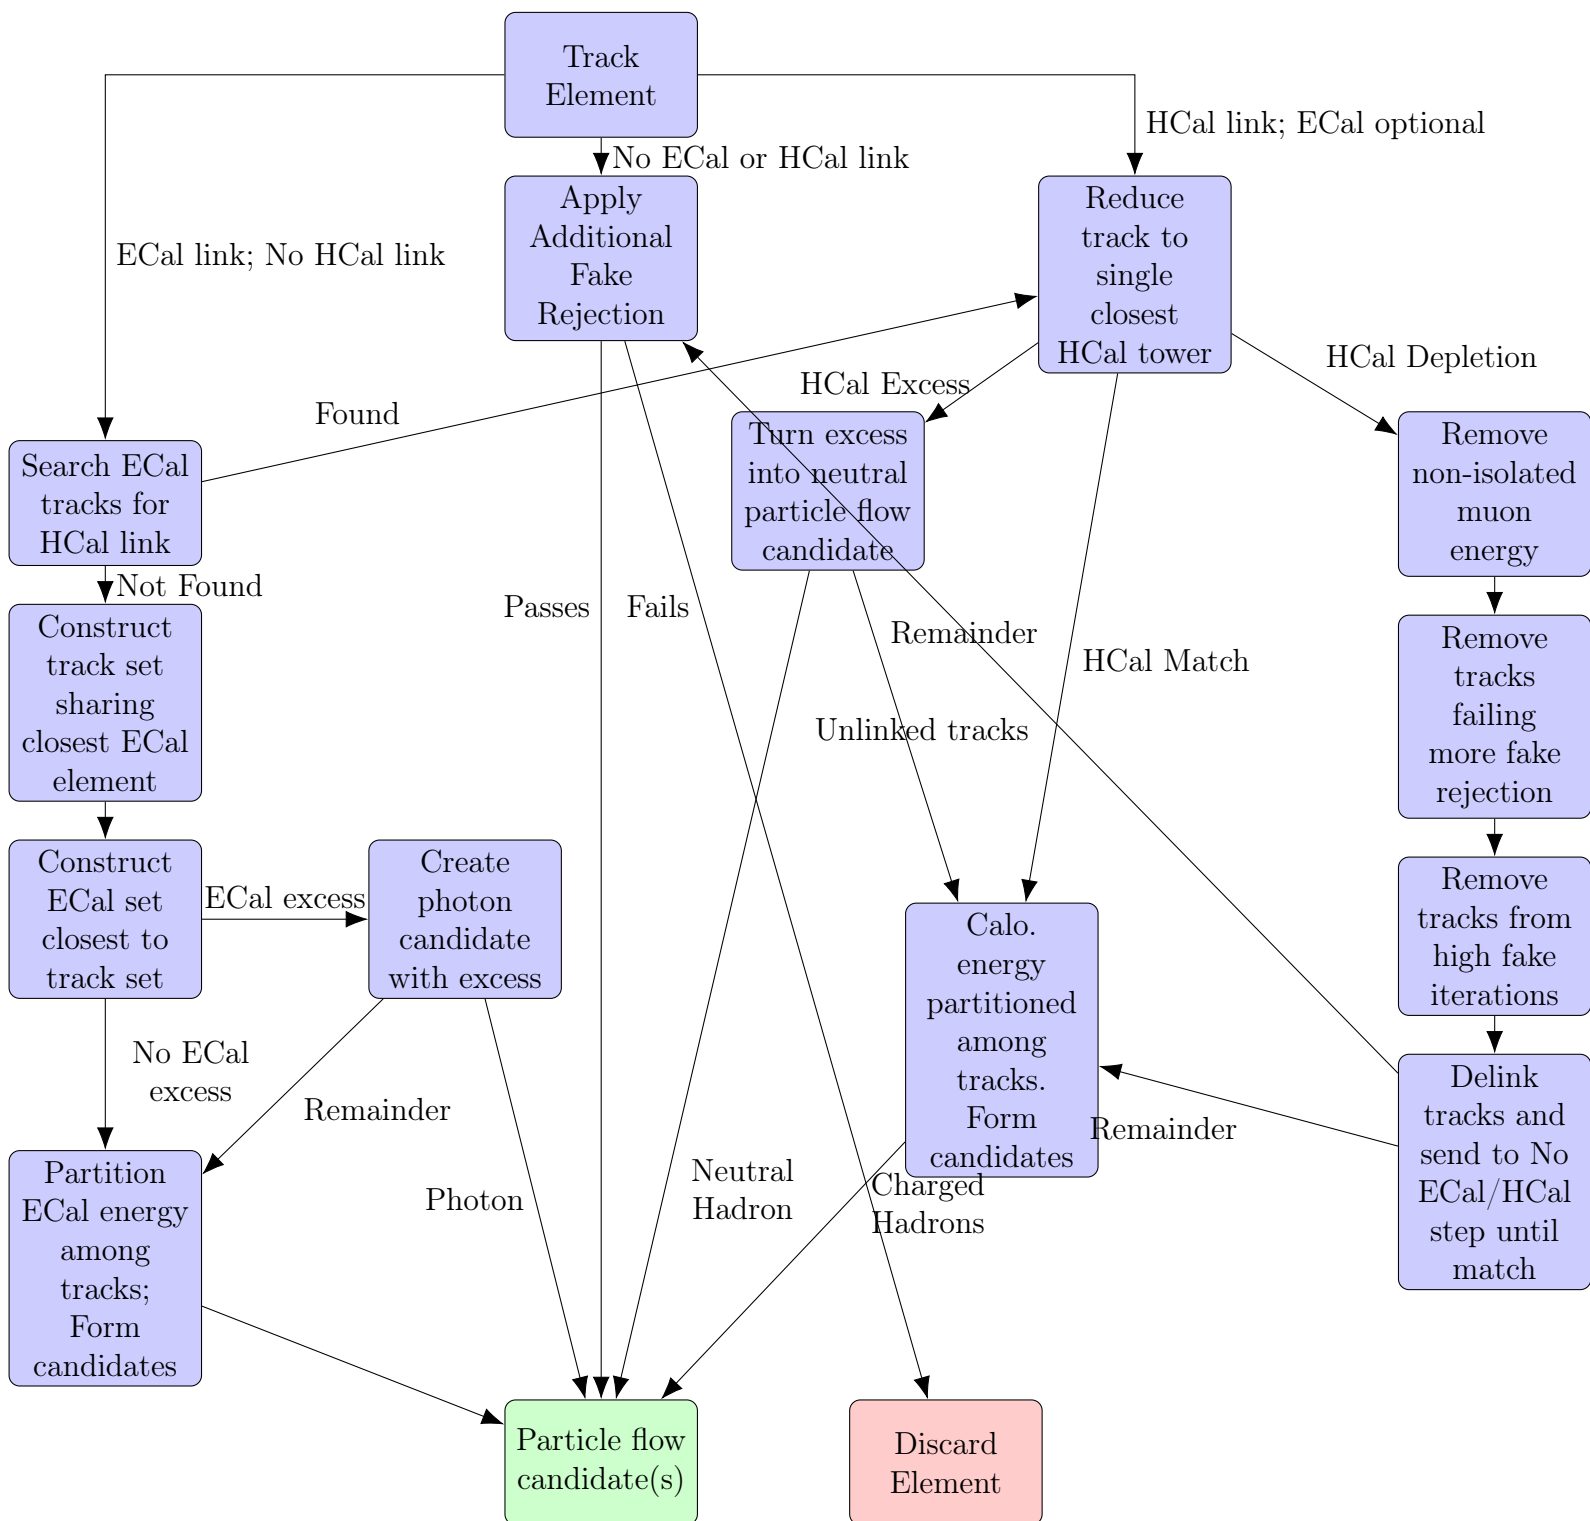 Track
Element
HCal link; ECal optional
No ECal or HCal link
Apply
Additional
Fake
Rejection
Reduce
track to
single
closest
HCal tower
ECal link; No HCal link
HCal Depletion
HCal Excess
Found
Turn excess
into neutral
particle flow
candidate
Remove
non-isolated
muon
energy
Search ECal
tracks for
HCal link
Not Found
Passes
Fails
Remainder
HCal Match
Construct
track set
sharing
closest ECal
element
Remove
tracks
failing
more fake
rejection
Unlinked tracks
Construct
ECal set
closest to
track set
ECal excess
Create
photon
candidate
with excess
Remove
tracks from
high fake
iterations
Calo.
energy
partitioned
among
tracks.
Form
candidates
No ECal
excess
Remainder
Delink
tracks and
send to No
ECal/HCal
step until
match
Remainder
Partition
ECal energy
among
tracks;
Form
candidates
Photon
Neutral
Hadron
Charged
Hadrons
Particle flow
candidate(s)
Discard
Element